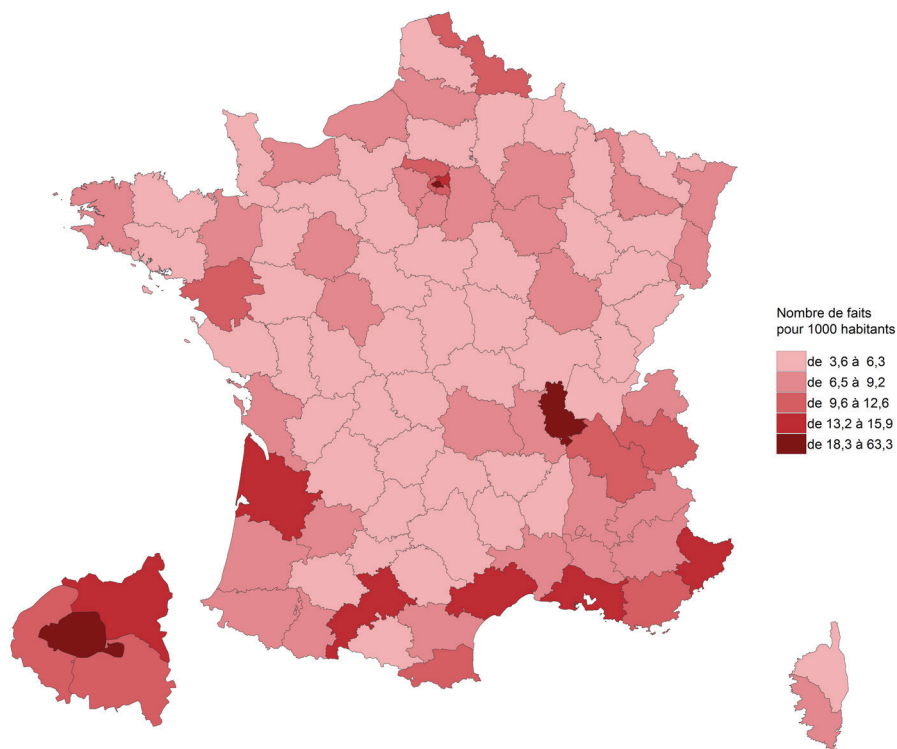 Nombre de faits
pour 1000 habitants
de 3,6 à 6,3
de 6,5 à 9,2
de 9,6 à 12,6
de 13,2 à 15,9
de 18,3 à 63,3